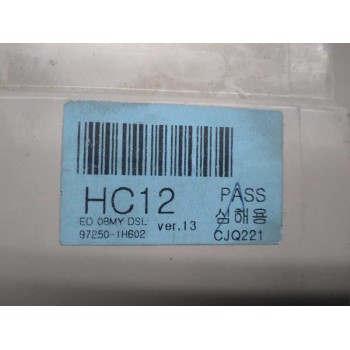 HC12
PASS
ED 08MY DSL
ver.13
심해용
97250-1H602
CJQ221